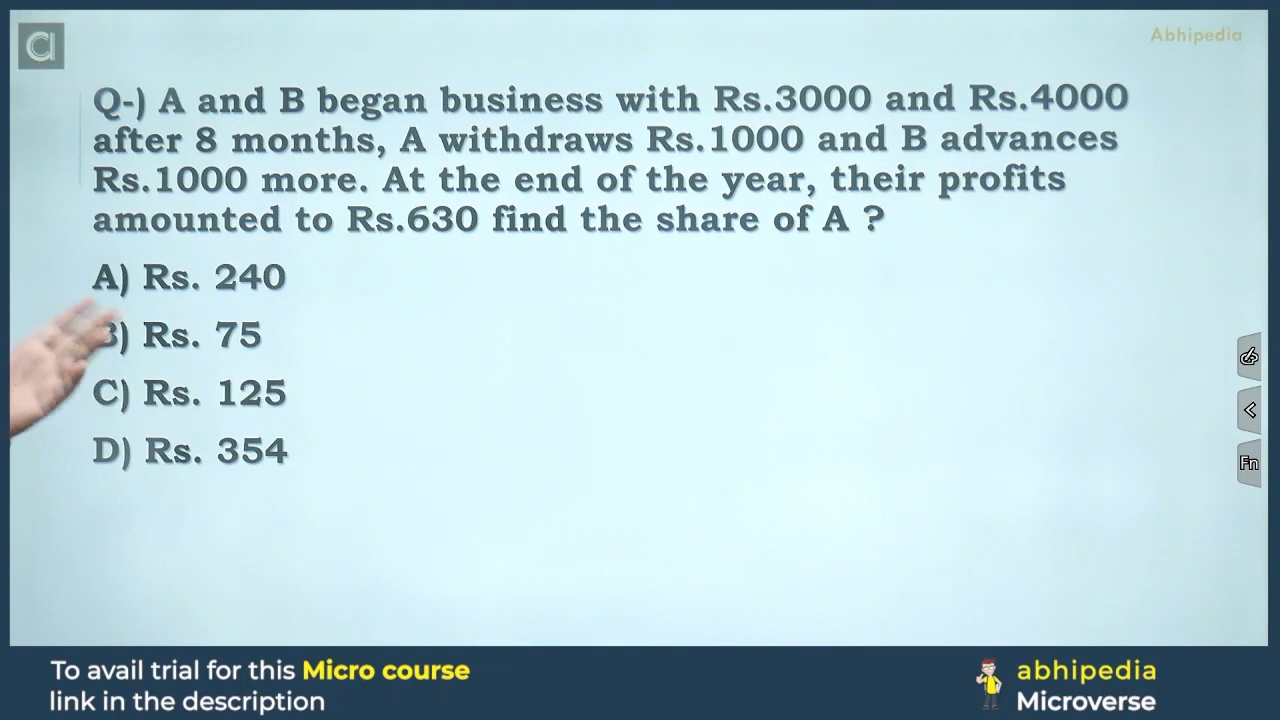 Abhipedia
Q-) A and B began business with Rs.3000 and Rs.4000
after 8 months, A withdraws Rs.1000 and B advances
Rs.1000 more. At the end of the year, their profits
amounted to Rs.630 find the share of A ?
A) Rs. 240
B) Rs. 75
C) Rs. 125
D) Rs. 354
Fn
To avail trial for this Micro course
link in the description
abhipedia
Microverse